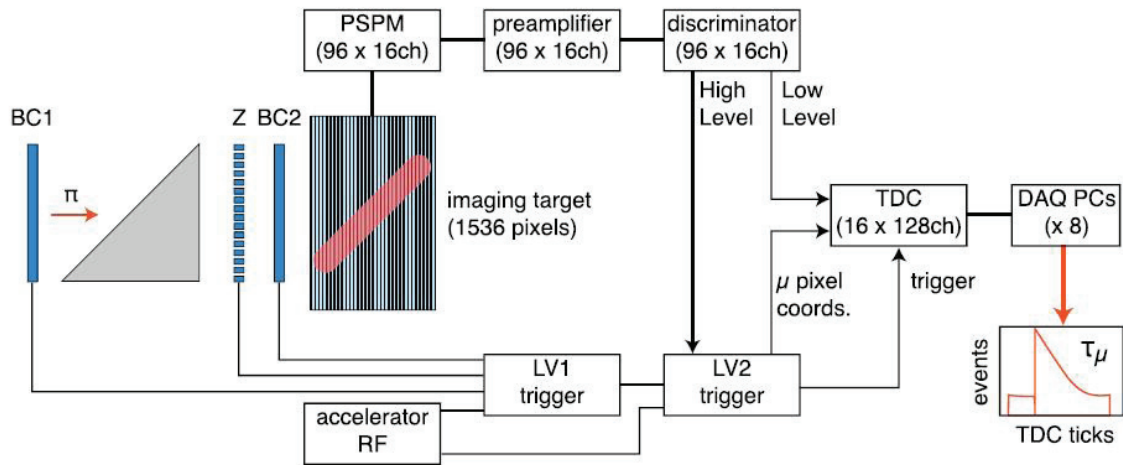 PSPM
(96 x 16ch)
preamplifier
(96 x 16ch)
discriminator
(96 x 16ch)
High
Level
Low
Level
BC1
Z
BC2
π
imaging target
(1536 pixels)
TDC
(16 x 128ch)
DAQ PCs
(x 8)
μ pixel
coords.
trigger
LV1
trigger
LV2
trigger
accelerator
RF
events
τμ
TDC ticks